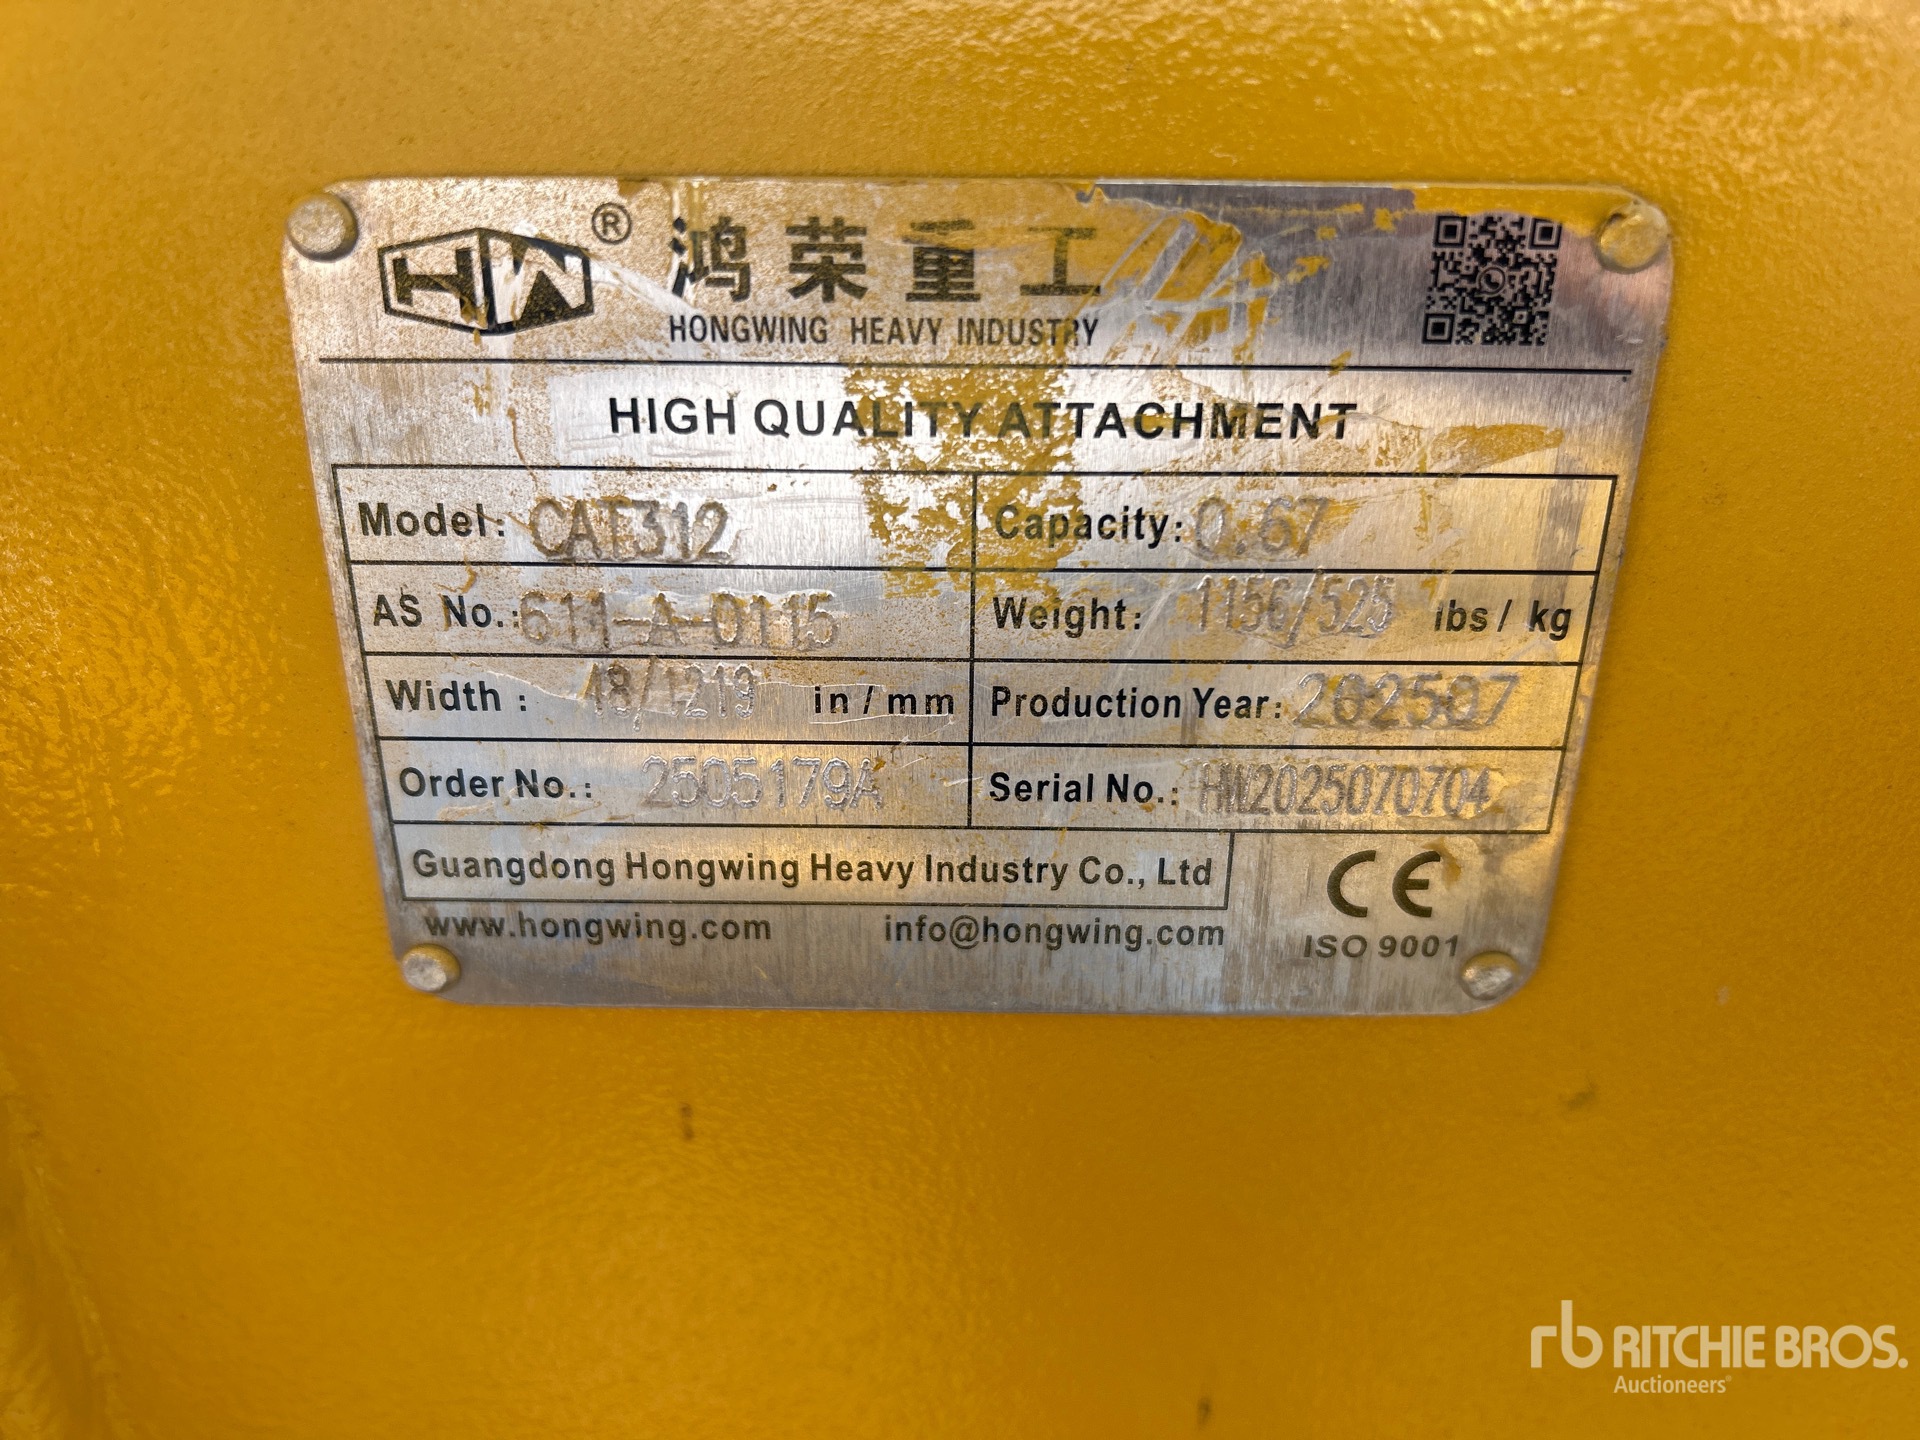 HW ® 鸿荣重工
HONGWING HEAVY INDUSTRY
HIGH QUALITY ATTACHMENT
Model: CAT312 Capacity: 0.67
AS No.: 611-A-0115 Weight: 1156/525 lbs / kg
Width : 48/1219 in / mm Production Year: 202507
Order No.: 2505179A Serial No.: HW2025070704
Guangdong Hongwing Heavy Industry Co., Ltd
CE
www.hongwing.com info@hongwing.com
ISO 9001
rb RITCHIE BROS.
Auctioneers